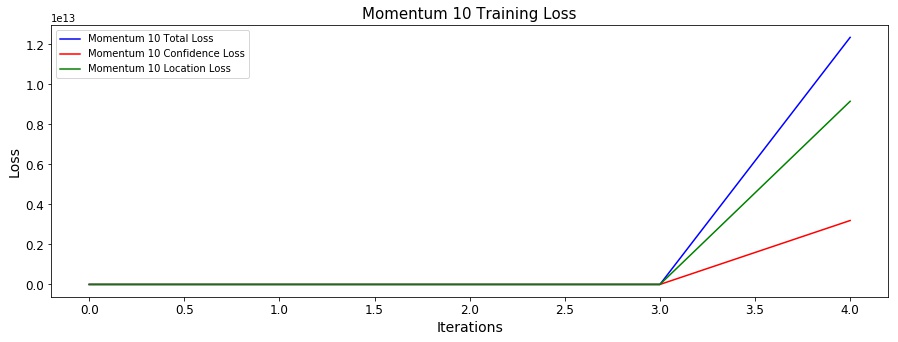 Momentum 10 Training Loss
1e13
Momentum 10 Total Loss
Momentum 10 Confidence Loss
Momentum 10 Location Loss
1.2
1.0
0.8
0.6
0.4
0.2
0.0
Loss
0.0 0.5 1.0 1.5 2.0 2.5 3.0 3.5 4.0
Iterations